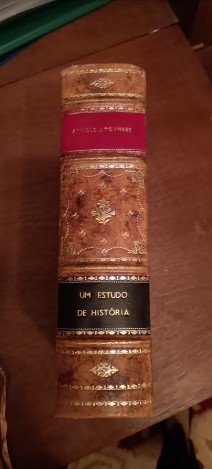 ARNOLD J. TOYNBEE
UM ESTUDO
DE HISTÓRIA